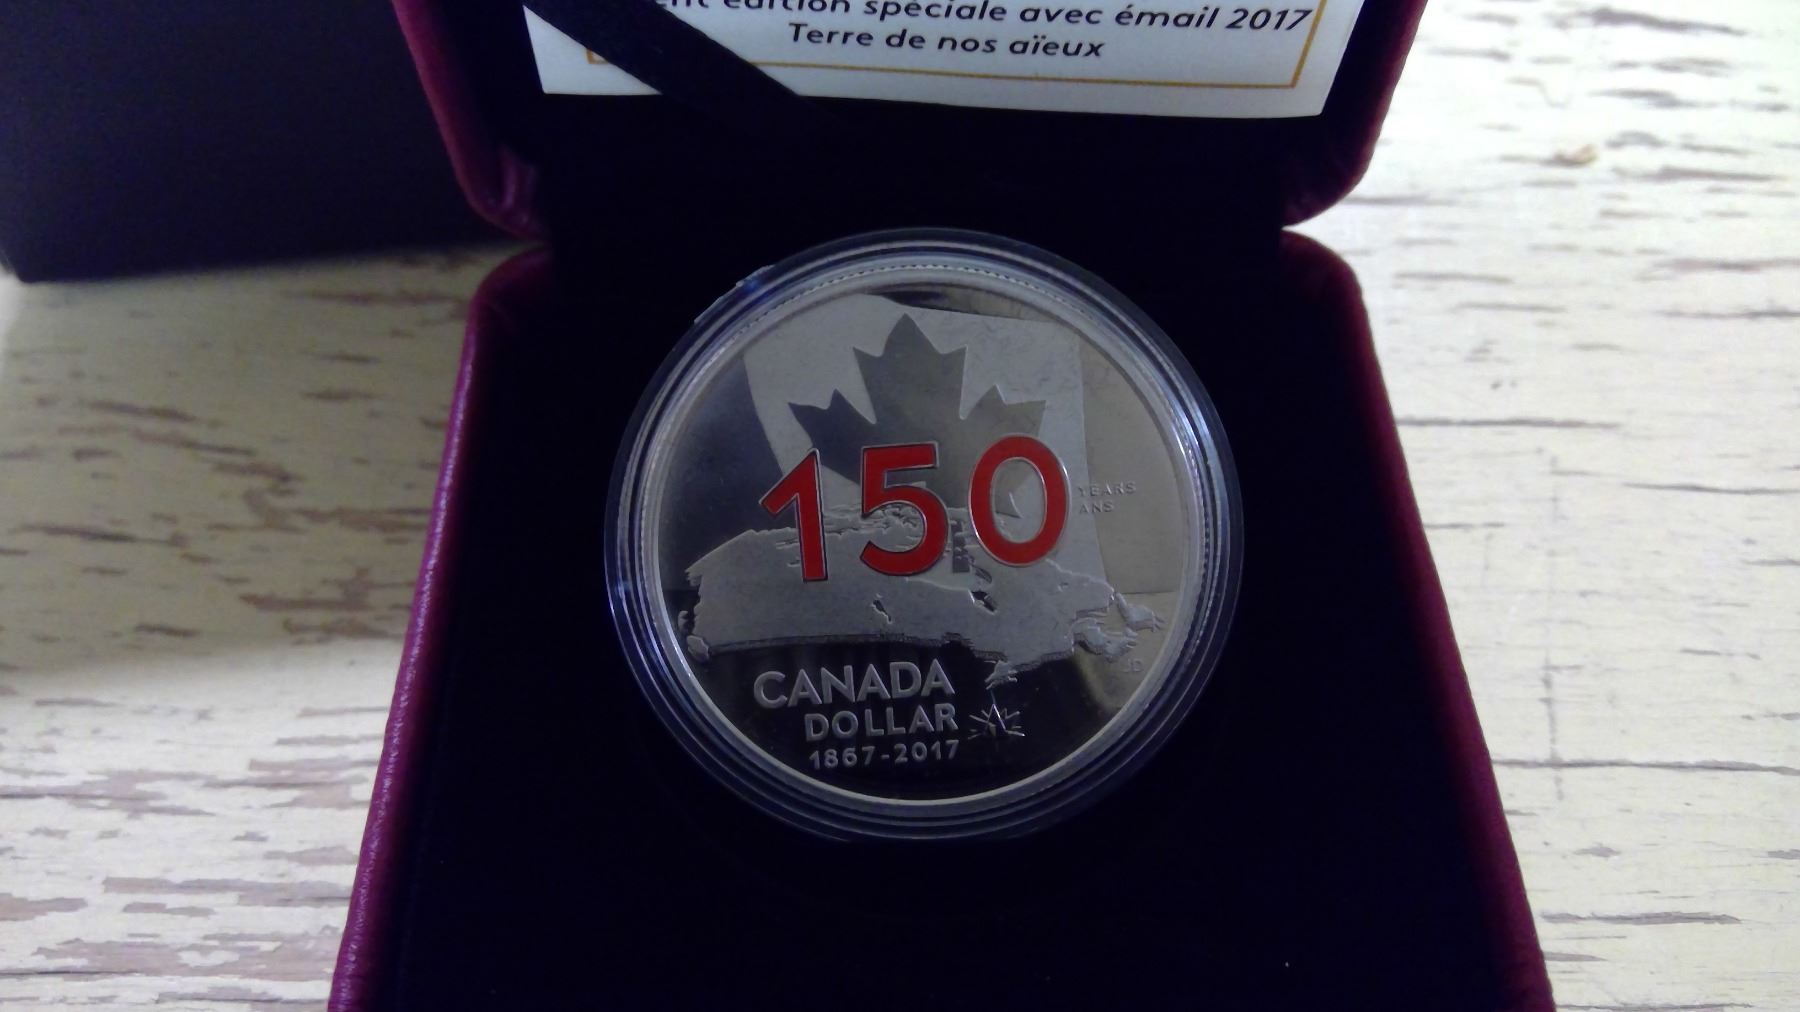 édition spéciale avec émail 2017
Terre de nos aïeux
150
YEARS
ANS
CANADA
DOLLAR
1867-2017